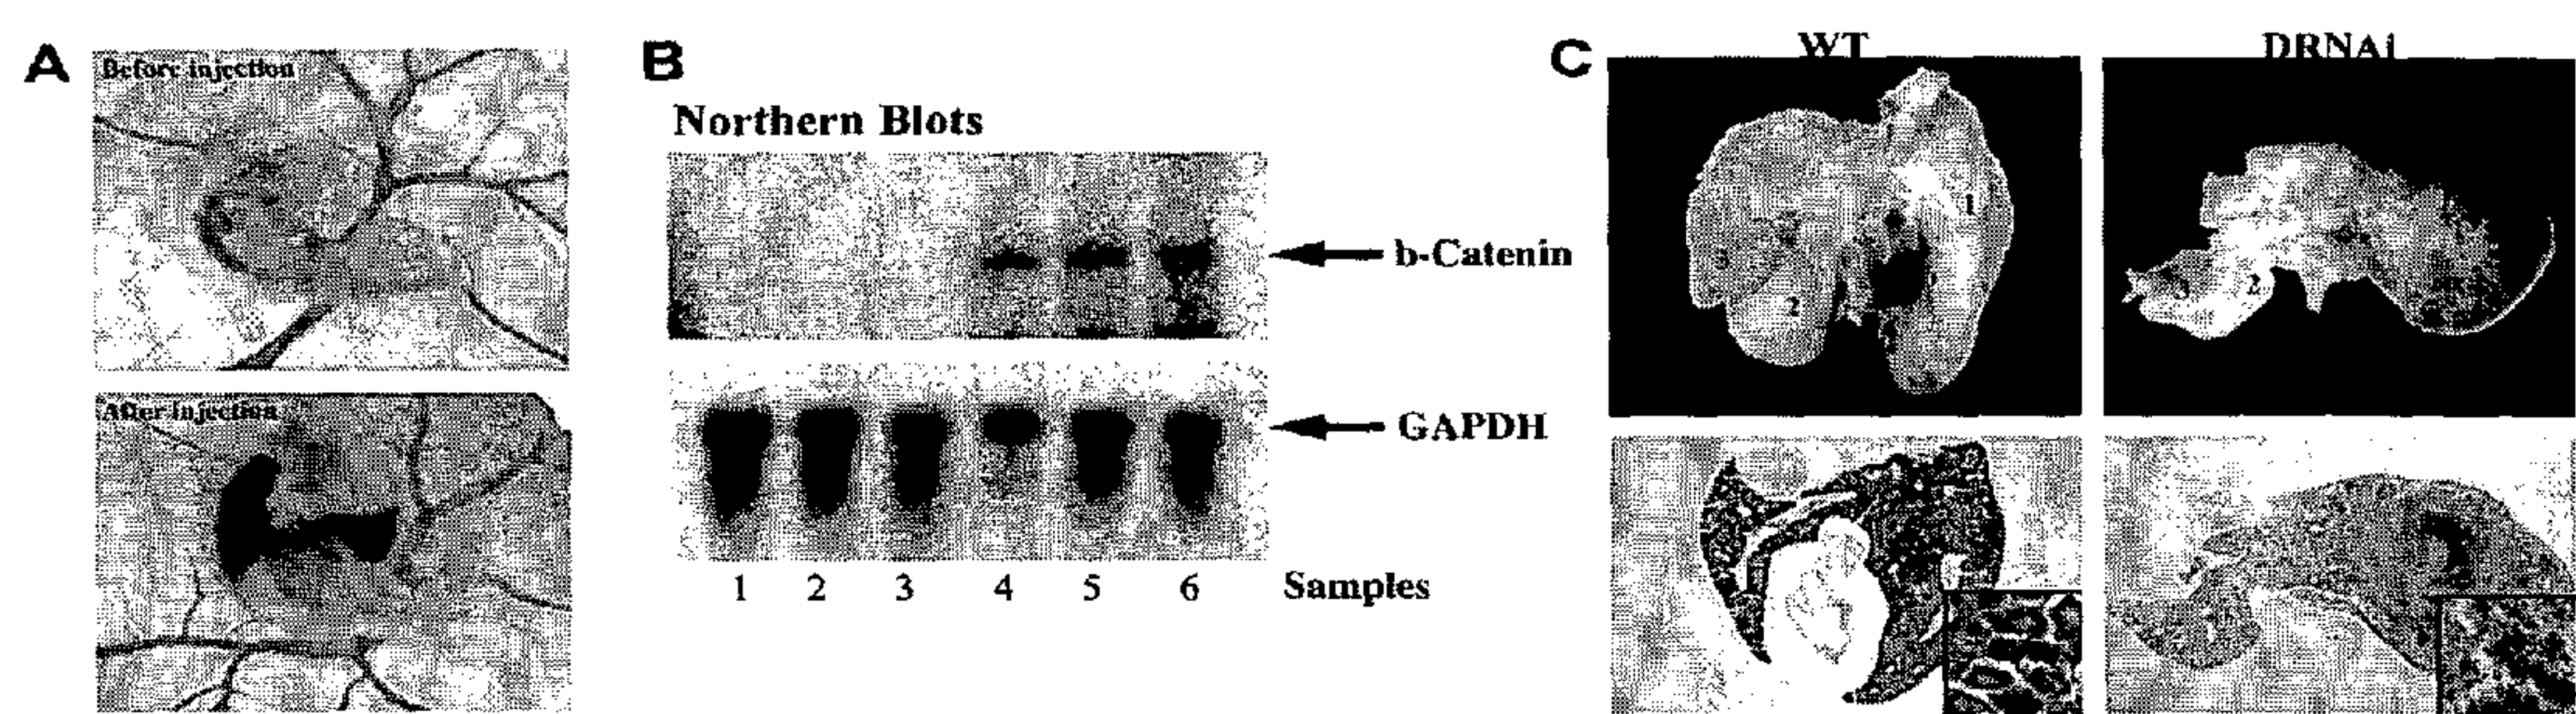 A
Before injection
After injection
B
Northern Blots
b-Catenin
GAPDH
1 2 3 4 5 6 Samples
C
WT
DRNAi
1
3
2
3
2